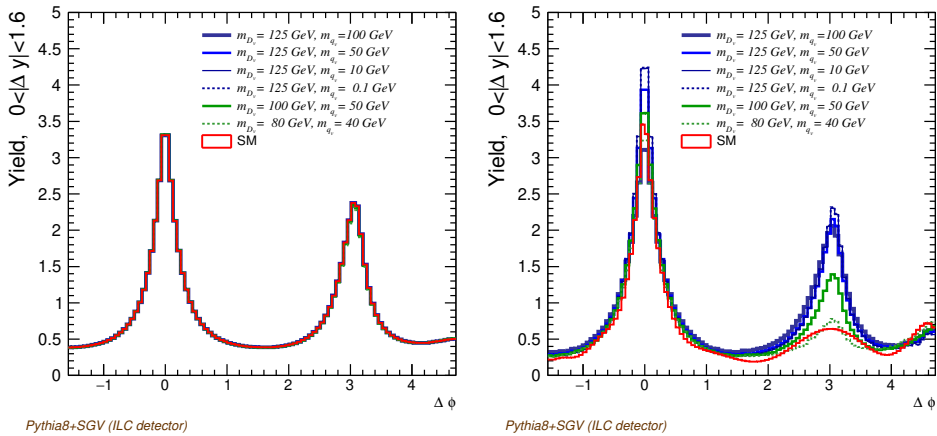 Yield, 0<|Δ y|<1.6
5
4.5
4
3.5
3
2.5
2
1.5
1
0.5
0
m_{D_v}= 125 GeV, m_{q_v}=100 GeV
m_{D_v}= 125 GeV, m_{q_v}= 50 GeV
m_{D_v}= 125 GeV, m_{q_v}= 10 GeV
m_{D_v}= 125 GeV, m_{q_v}= 0.1 GeV
m_{D_v}= 100 GeV, m_{q_v}= 50 GeV
m_{D_v}= 80 GeV, m_{q_v}= 40 GeV
SM
−1 0 1 2 3 4
Δ ϕ
Pythia8+SGV (ILC detector)
Yield, 0<|Δ y|<1.6
5
4.5
4
3.5
3
2.5
2
1.5
1
0.5
0
m_{D_v}= 125 GeV, m_{q_v}=100 GeV
m_{D_v}= 125 GeV, m_{q_v}= 50 GeV
m_{D_v}= 125 GeV, m_{q_v}= 10 GeV
m_{D_v}= 125 GeV, m_{q_v}= 0.1 GeV
m_{D_v}= 100 GeV, m_{q_v}= 50 GeV
m_{D_v}= 80 GeV, m_{q_v}= 40 GeV
SM
−1 0 1 2 3 4
Δ ϕ
Pythia8+SGV (ILC detector)